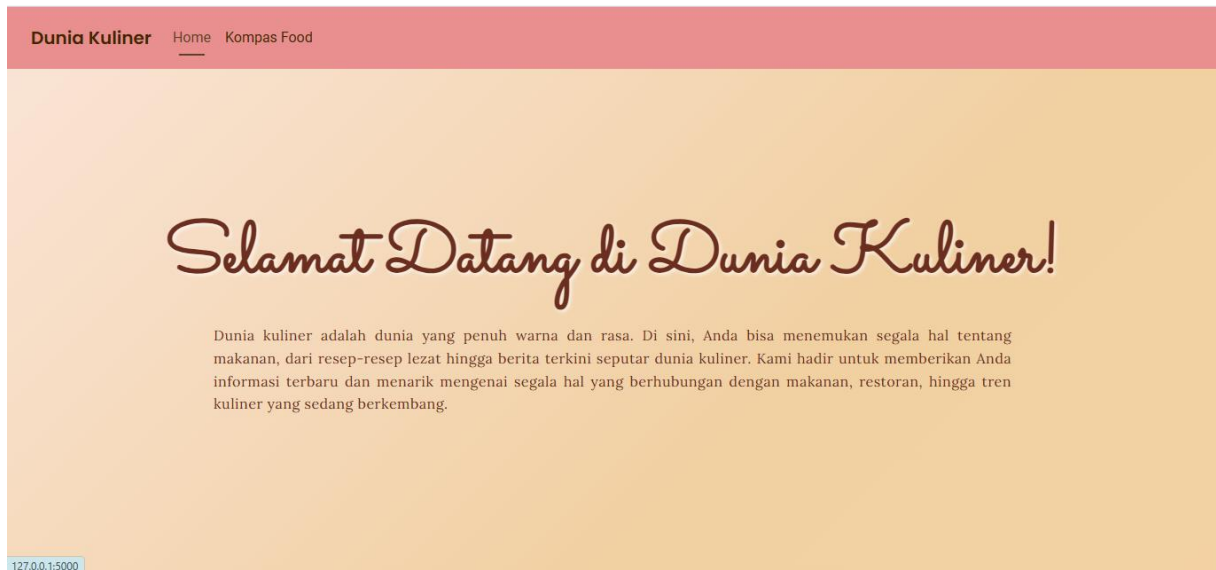 Dunia Kuliner Home Kompas Food
Selamat Datang di Dunia Kuliner!
Dunia kuliner adalah dunia yang penuh warna dan rasa. Di sini, Anda bisa menemukan segala hal tentang
makanan, dari resep-resep lezat hingga berita terkini seputar dunia kuliner. Kami hadir untuk memberikan Anda
informasi terbaru dan menarik mengenai segala hal yang berhubungan dengan makanan, restoran, hingga tren
kuliner yang sedang berkembang.
127.0.0.1:5000